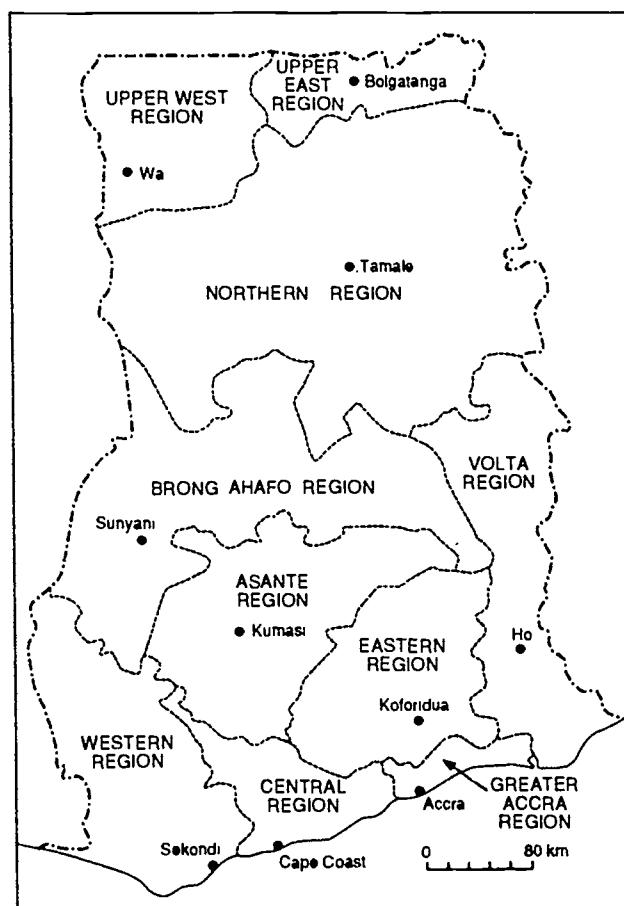 UPPER
EAST
REGION
Bolgatanga
UPPER WEST
REGION
Wa
.Tamale
NORTHERN REGION
VOLTA
REGION
BRONG AHAFO REGION
Sunyani
ASANTE
REGION
Kumasi
EASTERN
REGION
Ho
Koforidua
WESTERN
REGION
CENTRAL
REGION
GREATER
ACCRA
REGION
Accra
Sekondi
Cape Coast
0 80 km